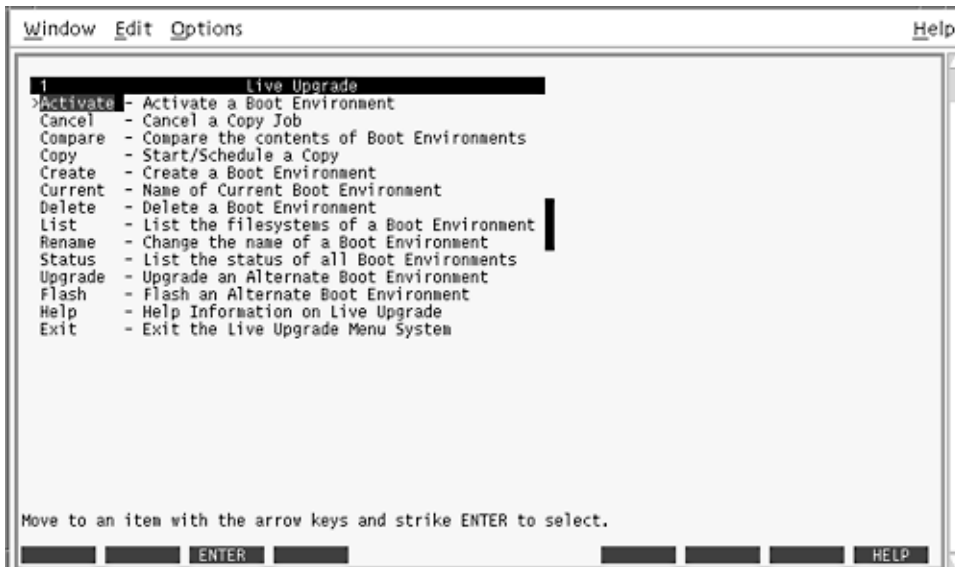 Window Edit Options Help
1 Live Upgrade
>Activate - Activate a Boot Environment
Cancel - Cancel a Copy Job
Compare - Compare the contents of Boot Environments
Copy - Start/Schedule a Copy
Create - Create a Boot Environment
Current - Name of Current Boot Environment
Delete - Delete a Boot Environment
List - List the filesystems of a Boot Environment
Rename - Change the name of a Boot Environment
Status - List the status of all Boot Environments
Upgrade - Upgrade an Alternate Boot Environment
Flash - Flash an Alternate Boot Environment
Help - Help Information on Live Upgrade
Exit - Exit the Live Upgrade Menu System
Move to an item with the arrow keys and strike ENTER to select.
ENTER HELP